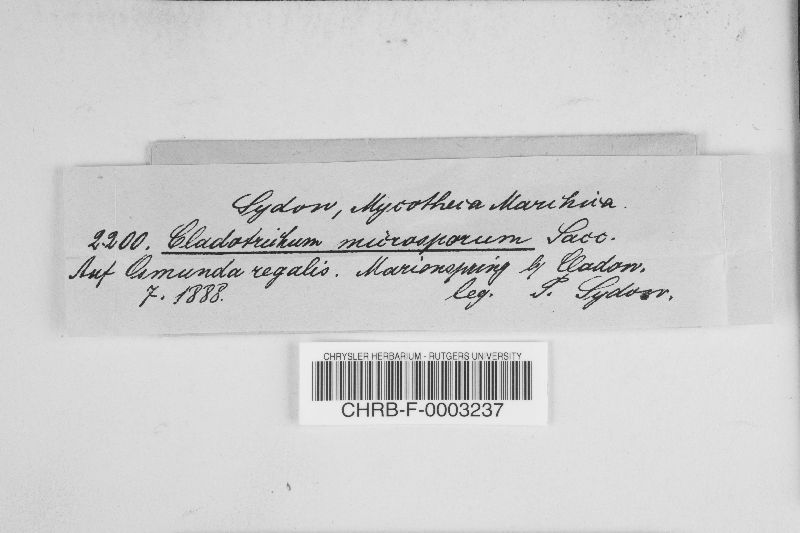 Sydow, Mycotheca Marchica.
2200. Cladotrichum microsporum Sacc.
Auf Osmunda regalis. Marionspring b/ Cladow.
7. 1888. leg. P. Sydow.
CHRYSLER HERBARIUM - RUTGERS UNIVERSITY
CHRB-F-0003237